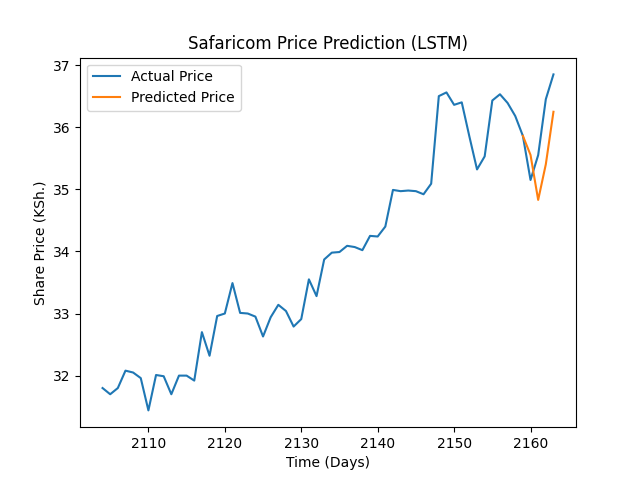 Safaricom Price Prediction (LSTM)
Actual Price
Predicted Price
Share Price (KSh.)
37
36
35
34
33
32
2110 2120 2130 2140 2150 2160
Time (Days)